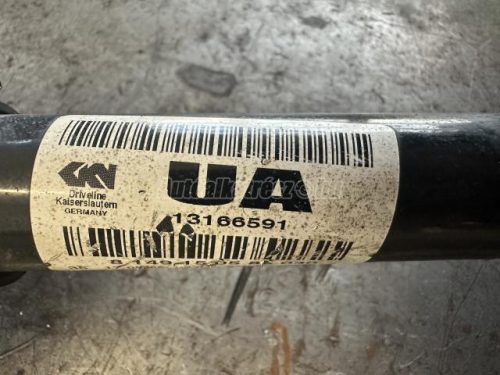 GKN
UA
Driveline
Kaiserslautern
GERMANY
13166591